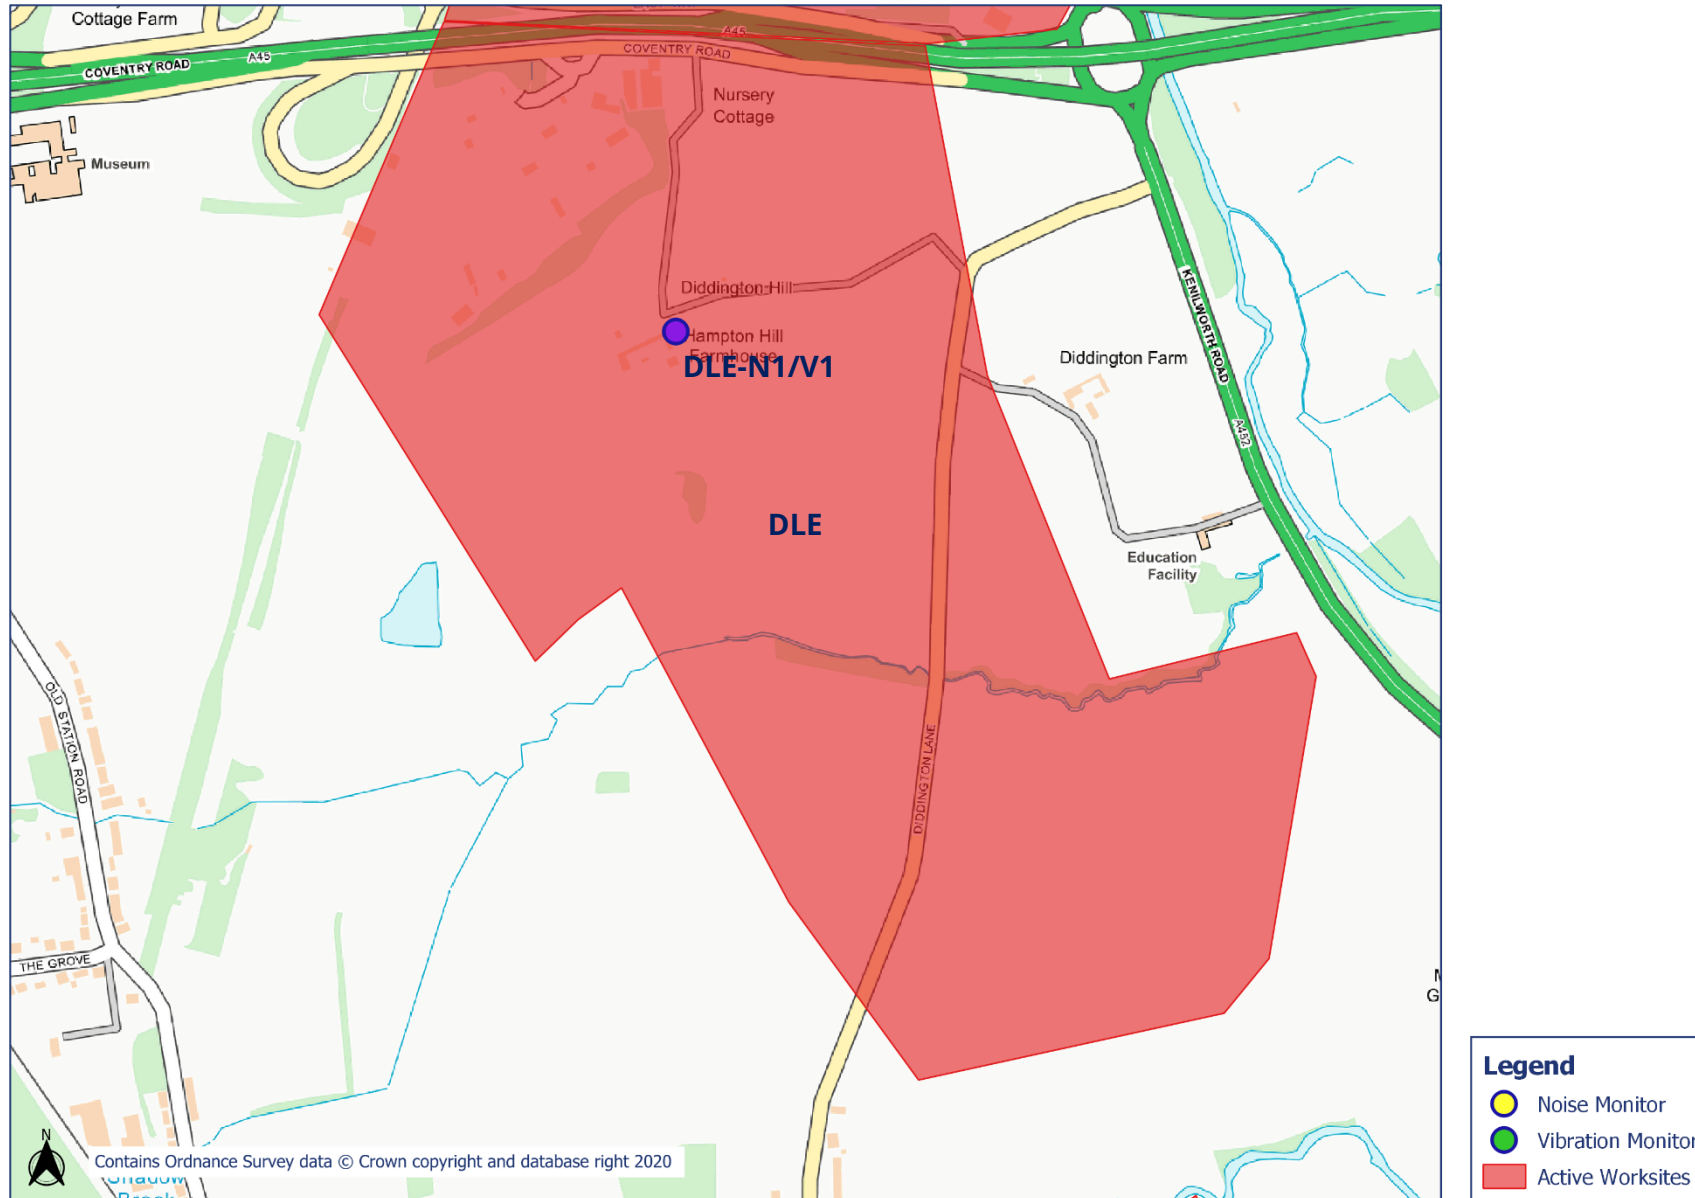 Cottage Farm
A45
COVENTRY ROAD
A45
COVENTRY ROAD
Nursery
Cottage
Museum
Diddington Hill
Hampton Hill
Farmhouse
DLE-N1/V1
Diddington Farm
KENILWORTH ROAD
A452
DLE
Education
Facility
OLD STATION ROAD
DIDDINGTON LANE
THE GROVE
G
N
Contains Ordnance Survey data © Crown copyright and database right 2020
Shadow
Brook
Legend
Noise Monitor
Vibration Monitor
Active Worksites